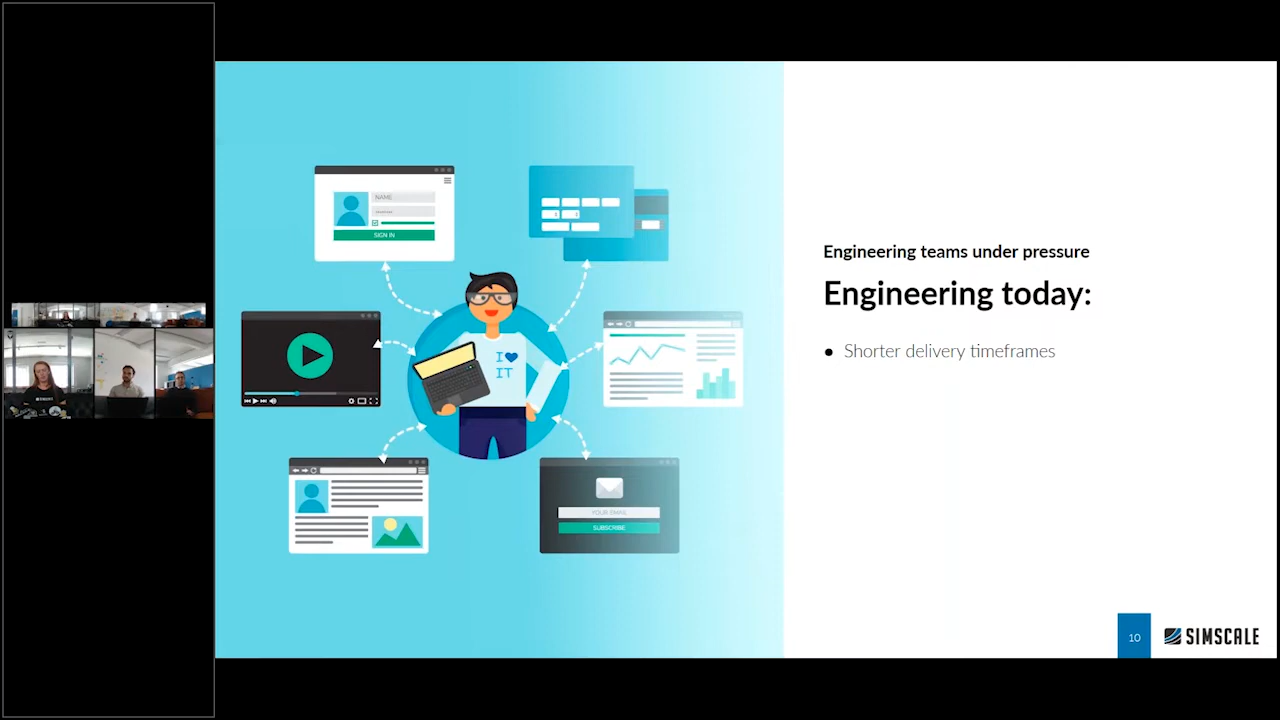 NAME
SIGN IN
I
IT
YOUR EMAIL
SUBSCRIBE
Engineering teams under pressure
Engineering today:
● Shorter delivery timeframes
10
SIMSCALE